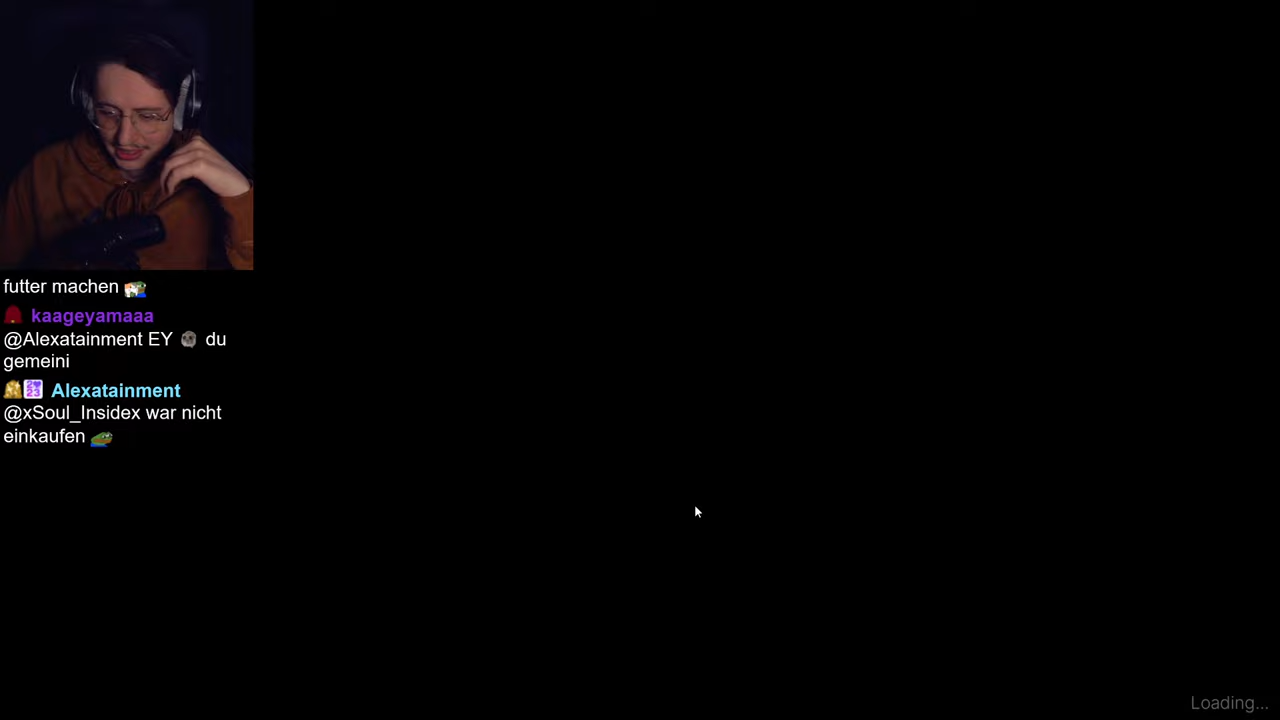 futter machen
kaageyamaaa
@Alexatainment EY du
gemeini
Alexatainment
@xSoul_Insidex war nicht
einkaufen
Loading...